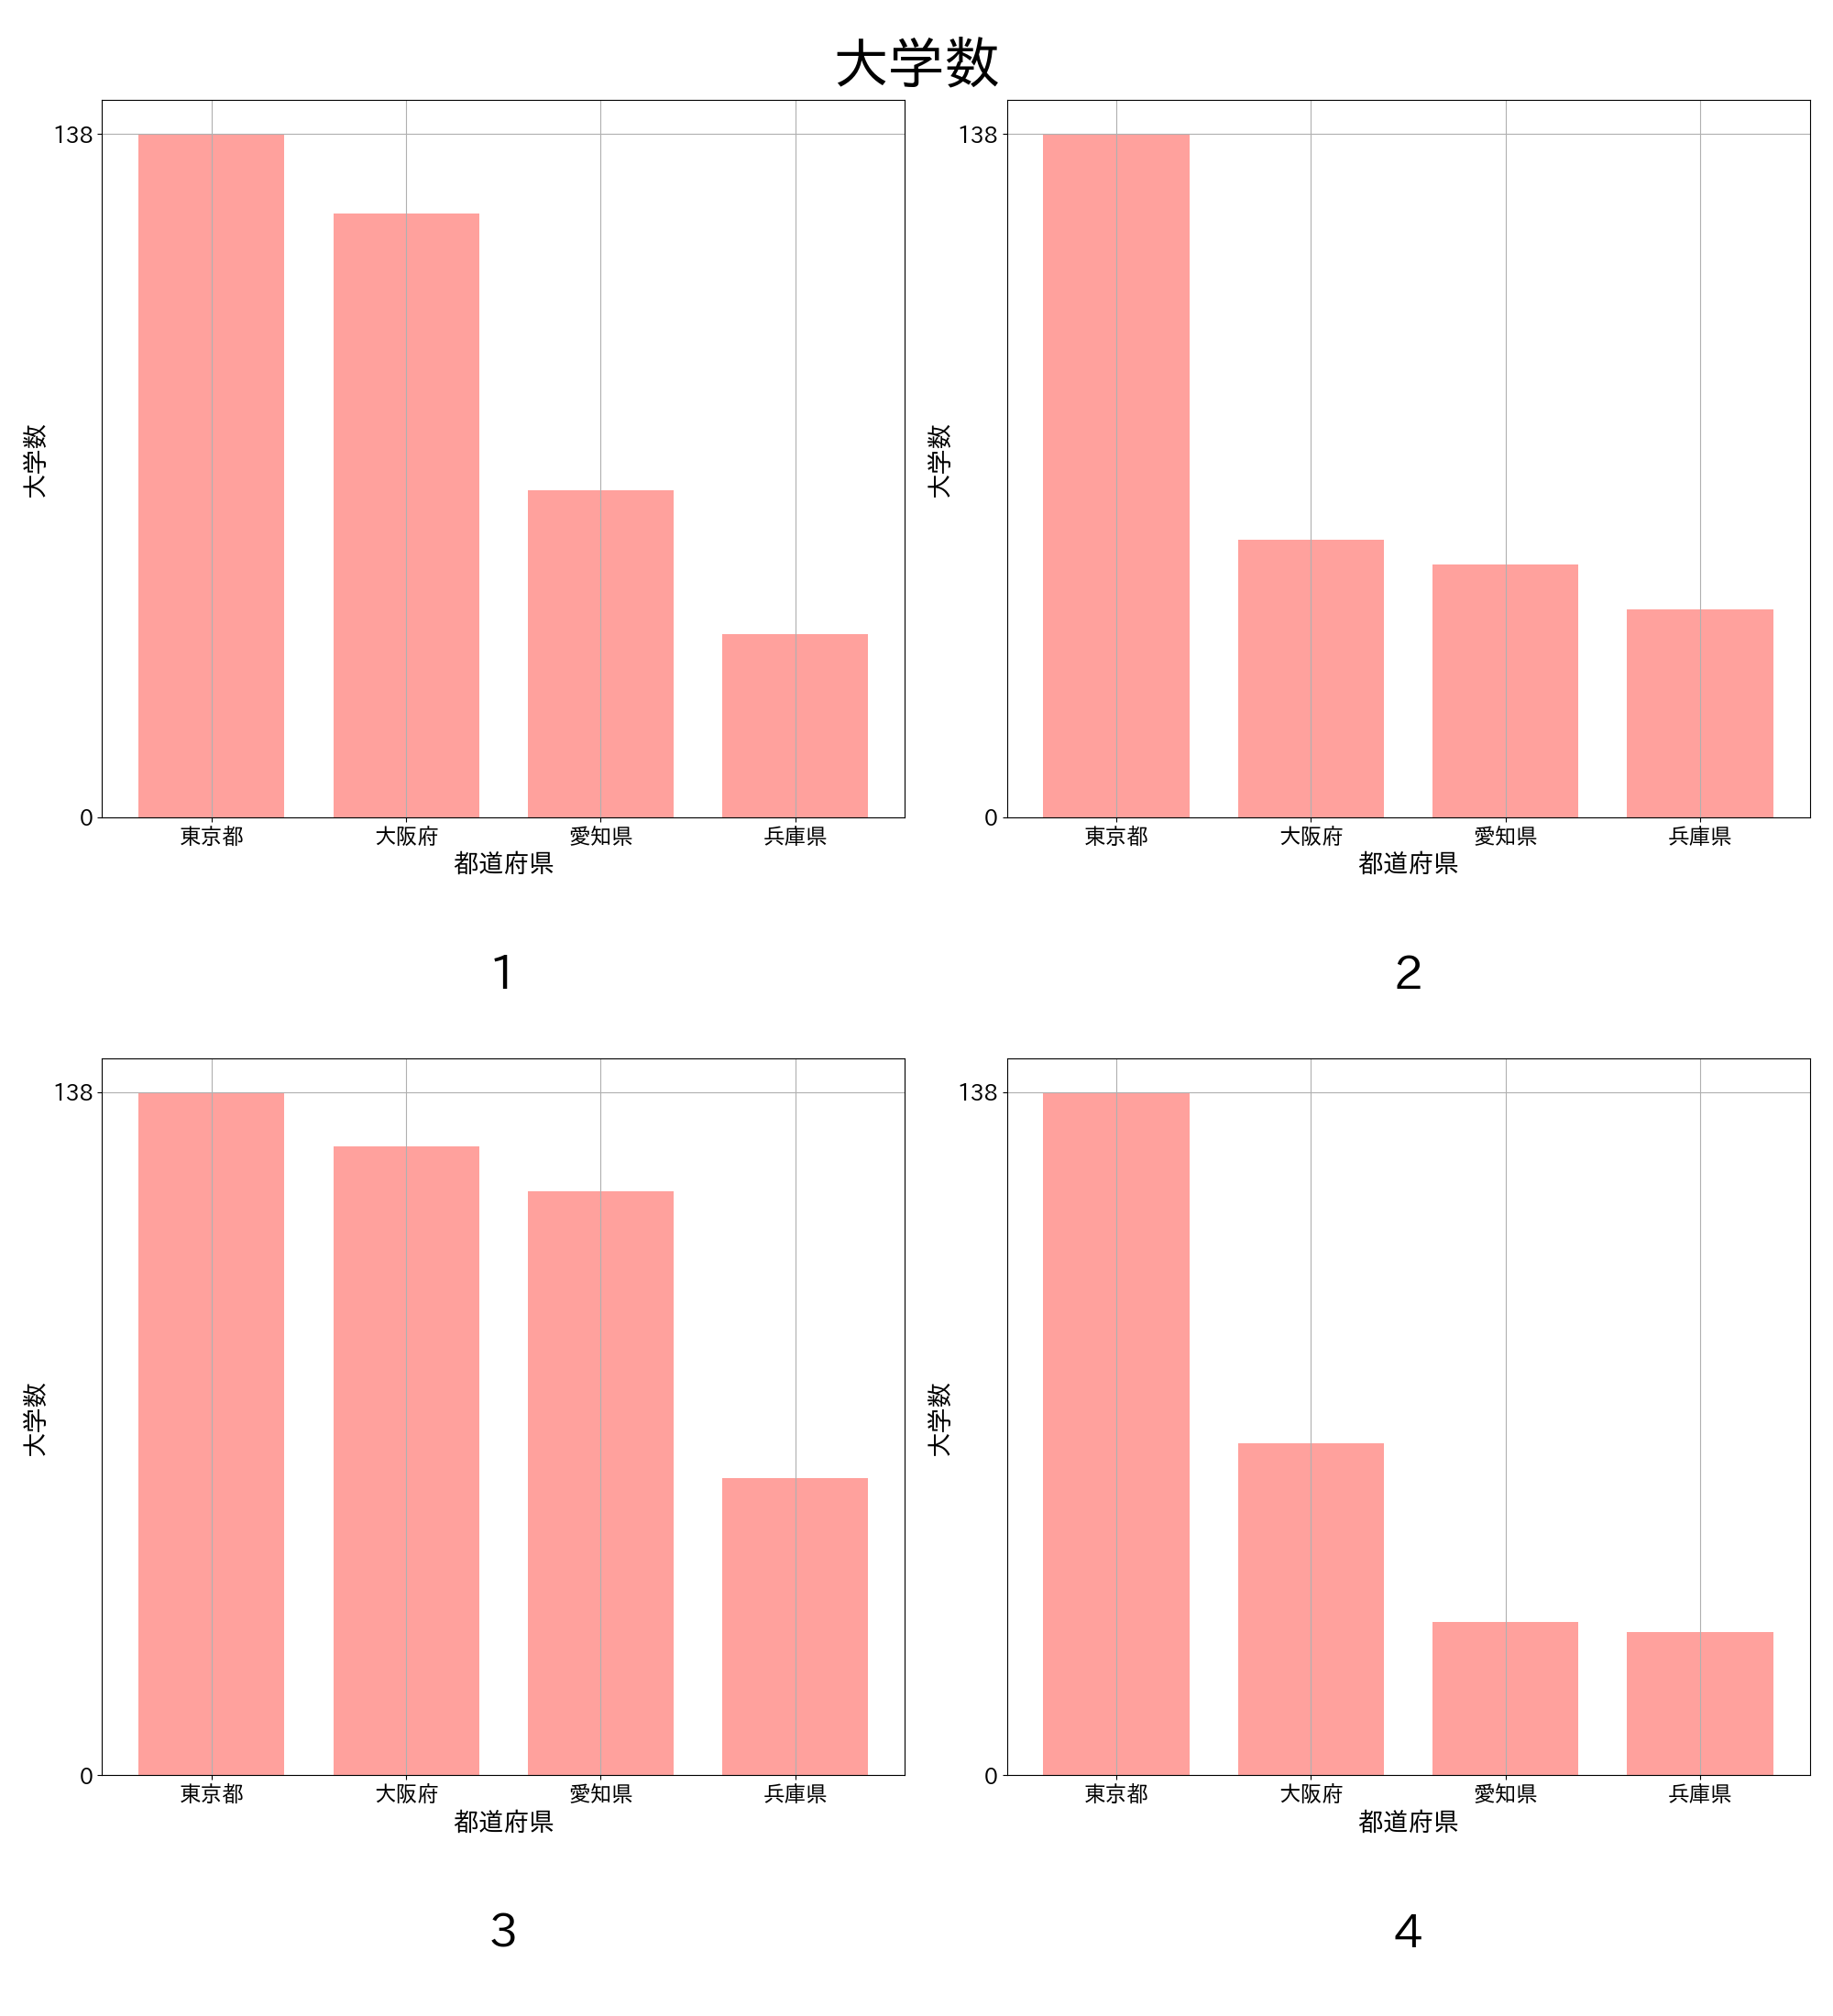 大学数
138
0
大学数
東京都 大阪府 愛知県 兵庫県
都道府県
1
138
0
大学数
東京都 大阪府 愛知県 兵庫県
都道府県
2
138
0
大学数
東京都 大阪府 愛知県 兵庫県
都道府県
3
138
0
大学数
東京都 大阪府 愛知県 兵庫県
都道府県
4